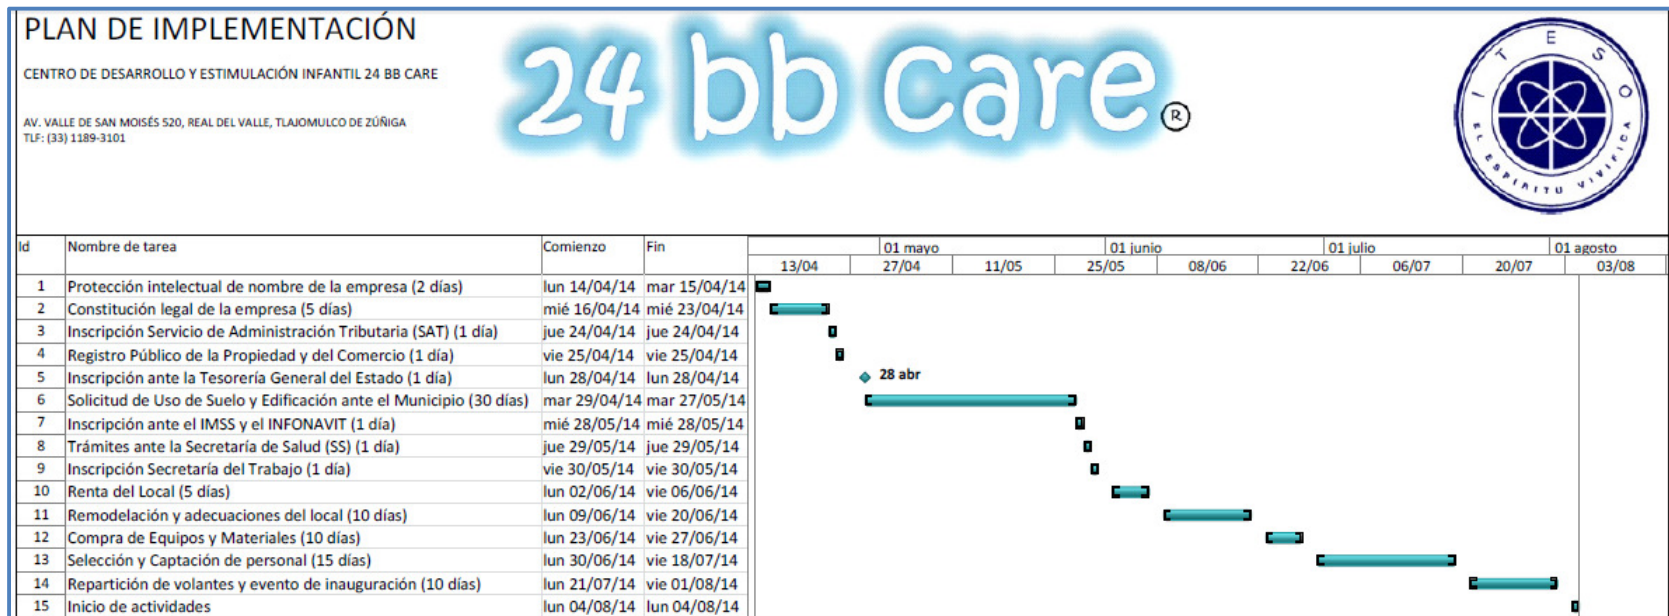 PLAN DE IMPLEMENTACIÓN
CENTRO DE DESARROLLO Y ESTIMULACIÓN INFANTIL 24 BB CARE
AV. VALLE DE SAN MOISÉS 520, REAL DEL VALLE, TLAJOMULCO DE ZÚÑIGA
TLF: (33) 1189-3101
24 bb care®
ITESO
EL ESPIRITU VIVIFICA
Id Nombre de tarea Comienzo Fin 01 mayo 01 junio 01 julio 01 agosto
13/04 27/04 11/05 25/05 08/06 22/06 06/07 20/07 03/08
1 Protección intelectual de nombre de la empresa (2 días) lun 14/04/14 mar 15/04/14
2 Constitución legal de la empresa (5 días) mié 16/04/14 mié 23/04/14
3 Inscripción Servicio de Administración Tributaria (SAT) (1 día) jue 24/04/14 jue 24/04/14
4 Registro Público de la Propiedad y del Comercio (1 día) vie 25/04/14 vie 25/04/14
5 Inscripción ante la Tesorería General del Estado (1 día) lun 28/04/14 lun 28/04/14 28 abr
6 Solicitud de Uso de Suelo y Edificación ante el Municipio (30 días) mar 29/04/14 mar 27/05/14
7 Inscripción ante el IMSS y el INFONAVIT (1 día) mié 28/05/14 mié 28/05/14
8 Trámites ante la Secretaría de Salud (SS) (1 día) jue 29/05/14 jue 29/05/14
9 Inscripción Secretaría del Trabajo (1 día) vie 30/05/14 vie 30/05/14
10 Renta del Local (5 días) lun 02/06/14 vie 06/06/14
11 Remodelación y adecuaciones del local (10 días) lun 09/06/14 vie 20/06/14
12 Compra de Equipos y Materiales (10 días) lun 23/06/14 vie 27/06/14
13 Selección y Captación de personal (15 días) lun 30/06/14 vie 18/07/14
14 Repartición de volantes y evento de inauguración (10 días) lun 21/07/14 vie 01/08/14
15 Inicio de actividades lun 04/08/14 lun 04/08/14